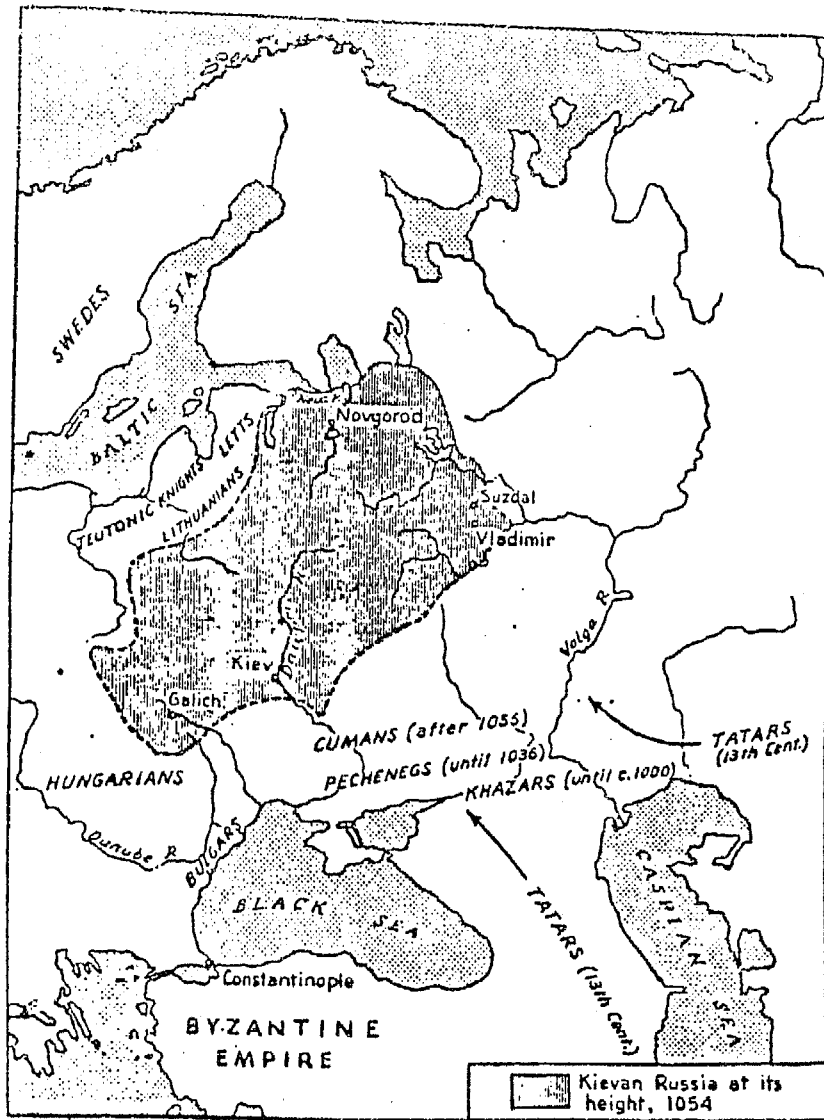 SWEDES
BALTIC SEA
Novgorod
LETTS
TEUTONIC KNIGHTS
LITHUANIANS
Suzdal
Vladimir
Volga R.
Kiev
Galich
CUMANS (after 1055)
PECHENEGS (until 1036)
KHAZARS (until c.1000)
TATARS
(13th Cent.)
HUNGARIANS
Danube R.
BULGARS
BLACK SEA
TATARS (13th Cent.)
CASPIAN SEA
Constantinople
BYZANTINE
EMPIRE
Kievan Russia at its
height, 1054